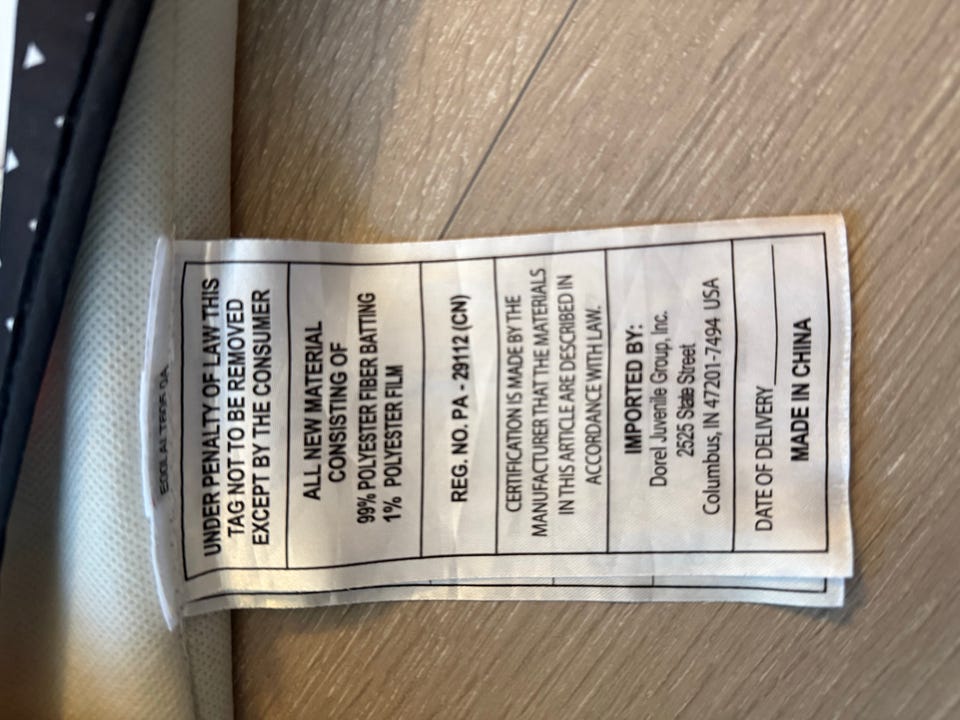 UNDER PENALTY OF LAW THIS
TAG NOT TO BE REMOVED
EXCEPT BY THE CONSUMER
ALL NEW MATERIAL
CONSISTING OF
99% POLYESTER FIBER BATTING
1% POLYESTER FILM
REG. NO. PA - 29112 (CN)
CERTIFICATION IS MADE BY THE
MANUFACTURER THAT THE MATERIALS
IN THIS ARTICLE ARE DESCRIBED IN
ACCORDANCE WITH LAW.
IMPORTED BY:
Dorel Juvenile Group, Inc.
2525 State Street
Columbus, IN 47201-7494 USA
DATE OF DELIVERY
MADE IN CHINA